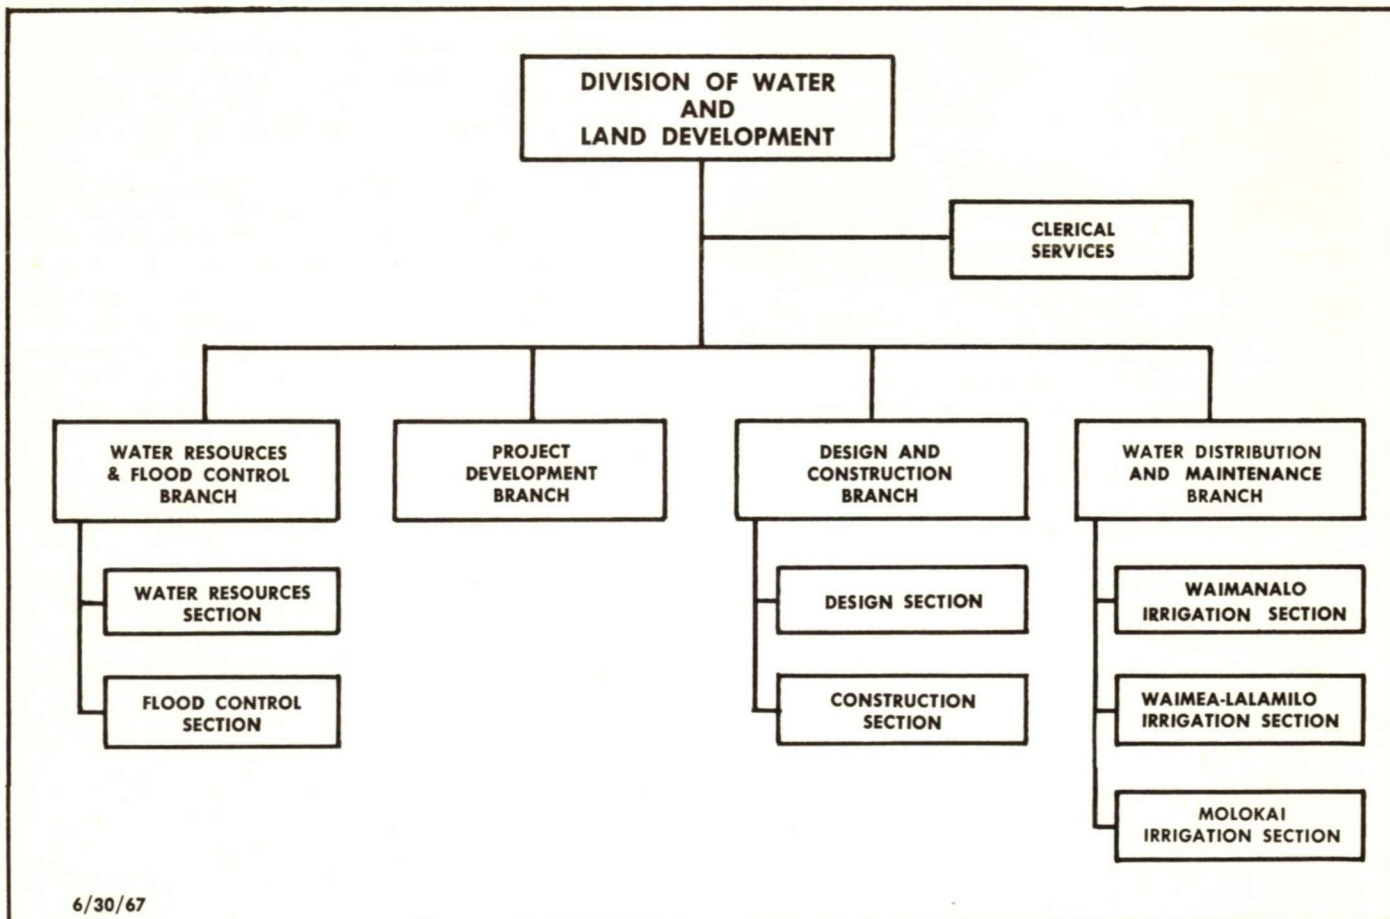 DIVISION OF WATER
AND
LAND DEVELOPMENT
CLERICAL
SERVICES
WATER RESOURCES
& FLOOD CONTROL
BRANCH
WATER RESOURCES
SECTION
FLOOD CONTROL
SECTION
PROJECT
DEVELOPMENT
BRANCH
DESIGN AND
CONSTRUCTION
BRANCH
DESIGN SECTION
CONSTRUCTION
SECTION
WATER DISTRIBUTION
AND MAINTENANCE
BRANCH
WAIMANALO
IRRIGATION SECTION
WAIMEA-LALAMILO
IRRIGATION SECTION
MOLOKAI
IRRIGATION SECTION
6/30/67